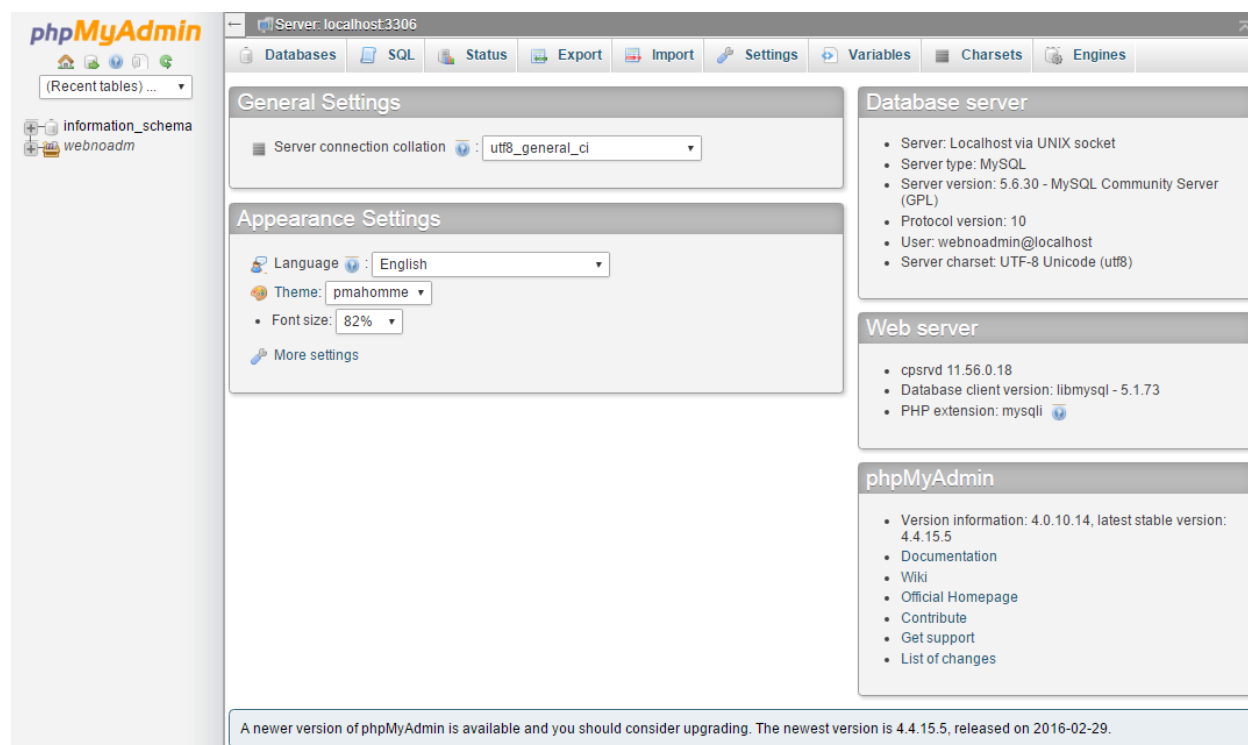 phpMyAdmin
(Recent tables) ...
information_schema
webnoadm
Server: localhost:3306
Databases SQL Status Export Import Settings Variables Charsets Engines
General Settings
Server connection collation : utf8_general_ci
Appearance Settings
Language : English
Theme: pmahomme
Font size: 82%
More settings
Database server
Server: Localhost via UNIX socket
Server type: MySQL
Server version: 5.6.30 - MySQL Community Server
(GPL)
Protocol version: 10
User: webnoadmin@localhost
Server charset: UTF-8 Unicode (utf8)
Web server
cpsrvd 11.56.0.18
Database client version: libmysql - 5.1.73
PHP extension: mysqli
phpMyAdmin
Version information: 4.0.10.14, latest stable version:
4.4.15.5
Documentation
Wiki
Official Homepage
Contribute
Get support
List of changes
A newer version of phpMyAdmin is available and you should consider upgrading. The newest version is 4.4.15.5, released on 2016-02-29.